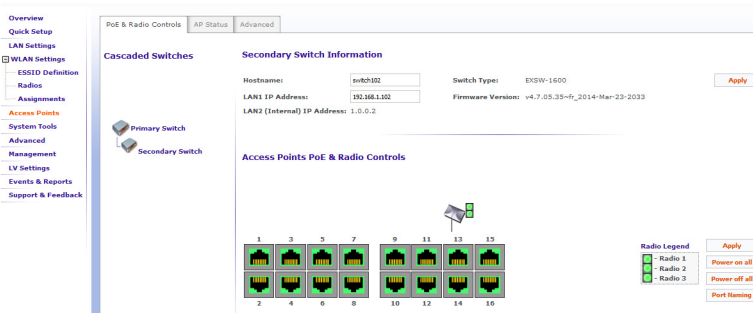 Overview
Quick Setup
LAN Settings
WLAN Settings
ESSID Definition
Radios
Assignments
Access Points
System Tools
Advanced
Management
LV Settings
Events & Reports
Support & Feedback
PoE & Radio Controls AP Status Advanced
Cascaded Switches
Primary Switch
Secondary Switch
Secondary Switch Information
Hostname: switch102 Switch Type: EXSW-1600 Apply
LAN1 IP Address: 192.168.1.102 Firmware Version: v4.7.05.35~fr_2014-Mar-23-2033
LAN2 (Internal) IP Address: 1.0.0.2
Access Points PoE & Radio Controls
1 3 5 7 9 11 13 15
2 4 6 8 10 12 14 16
Radio Legend
- Radio 1
- Radio 2
- Radio 3
Apply
Power on all
Power off all
Port Naming